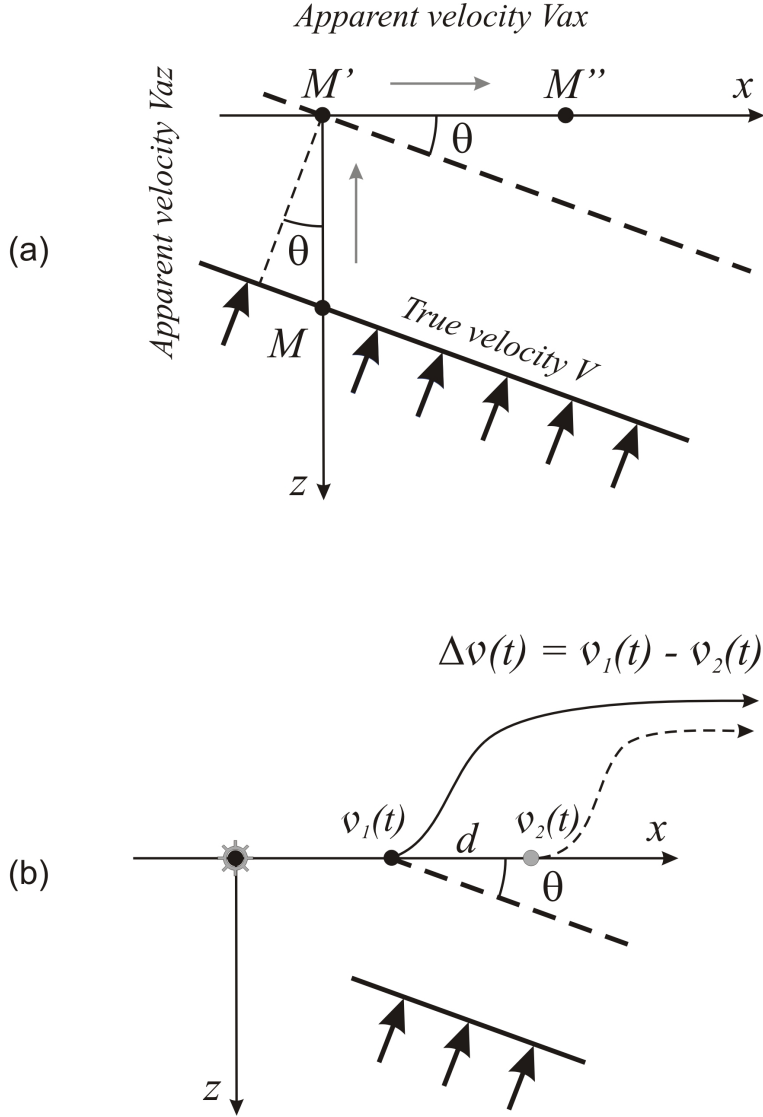 Apparent velocity Vax
Apparent velocity Vaz
M’
M’’
x
θ
(a)
θ
M
True velocity V
z
Δv(t) = v₁(t) - v₂(t)
v₁(t)
d
v₂(t)
x
(b)
θ
z